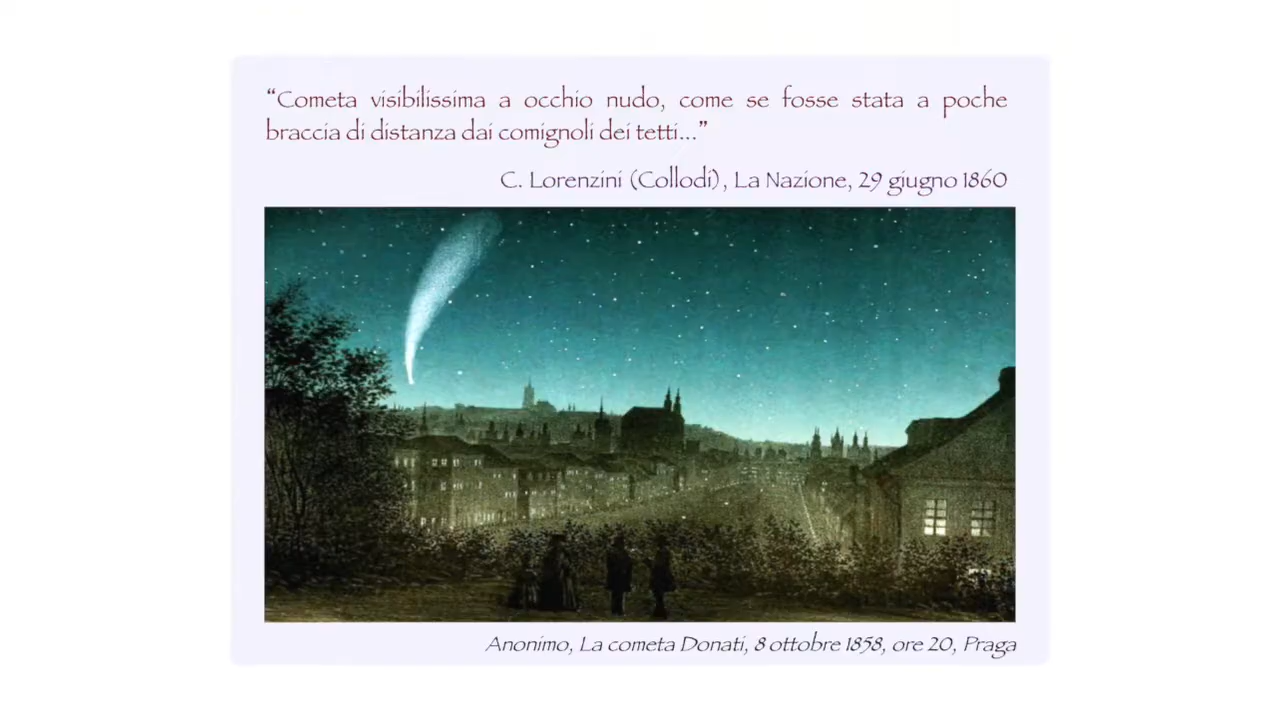 “Cometa visibilissima a occhio nudo, come se fosse stata a poche
braccia di distanza dai comignoli dei tetti...”
C. Lorenzini (Collodi), La Nazione, 29 giugno 1860
Anonimo, La cometa Donati, 8 ottobre 1858, ore 20, Praga